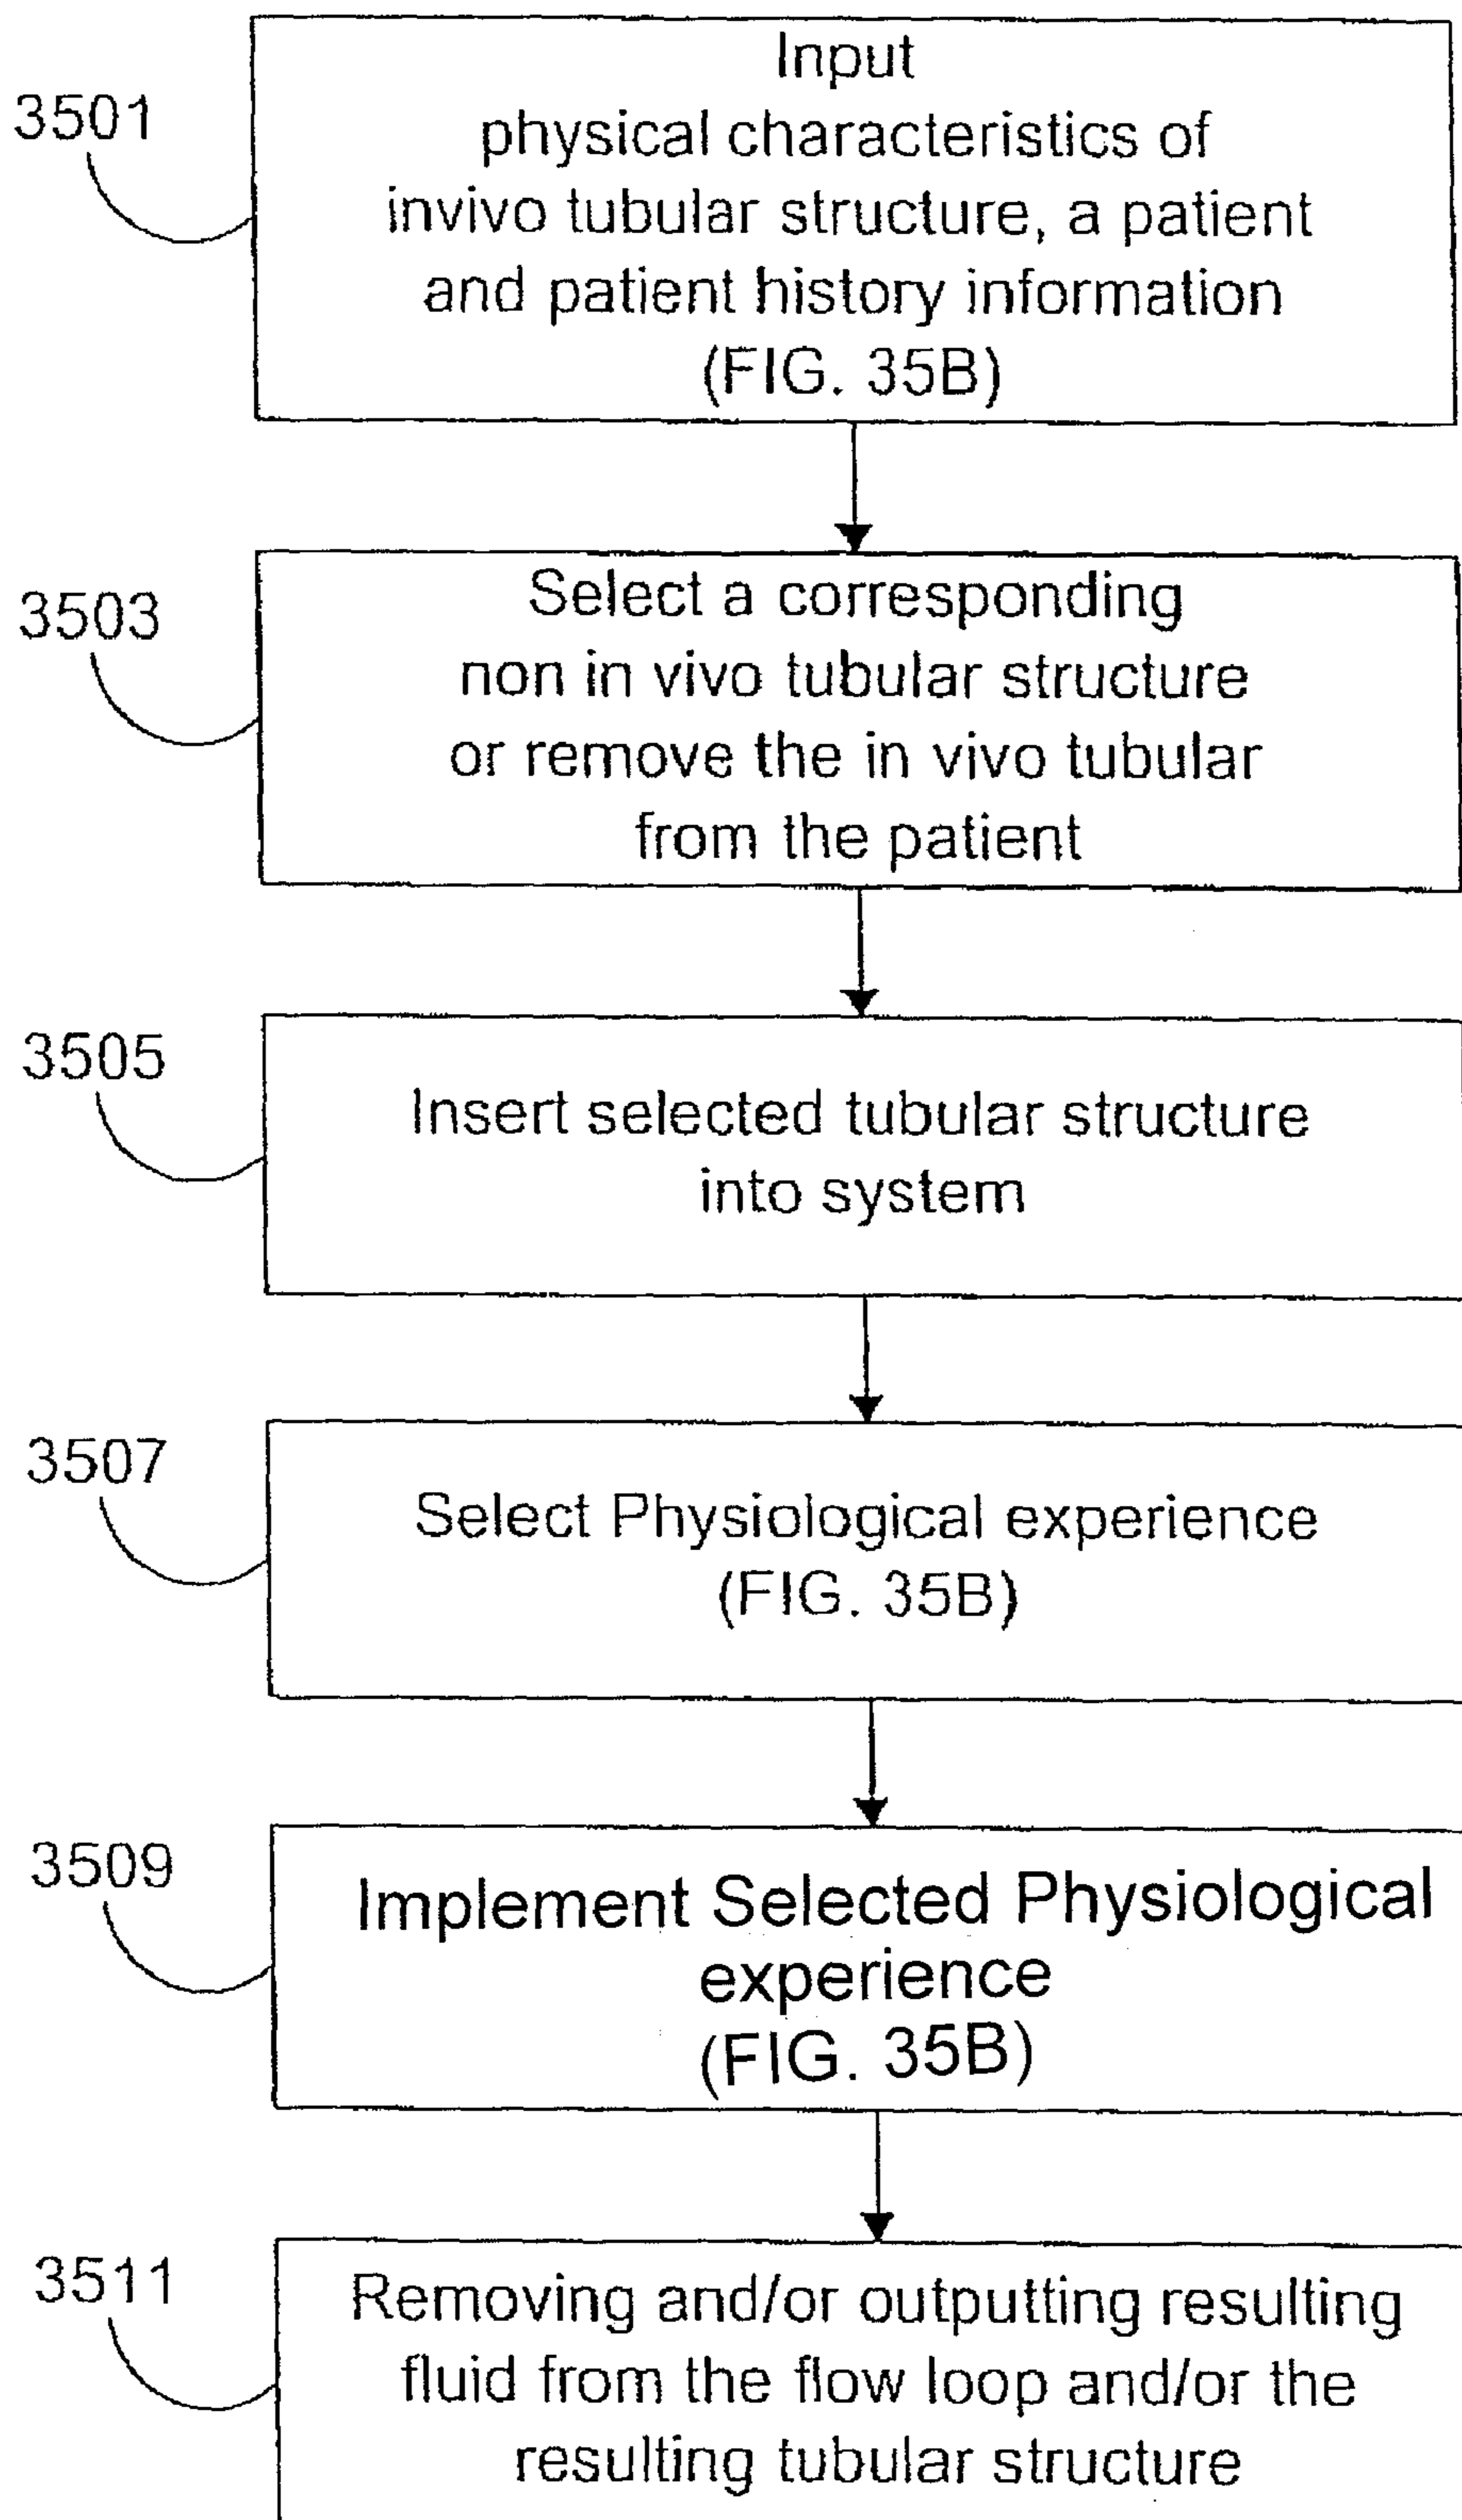 3501
Input
physical characteristics of
invivo tubular structure, a patient
and patient history information
(FIG. 35B)
3503
Select a corresponding
non in vivo tubular structure
or remove the in vivo tubular
from the patient
3505
Insert selected tubular structure
into system
3507
Select Physiological experience
(FIG. 35B)
3509
Implement Selected Physiological
experience
(FIG. 35B)
3511
Removing and/or outputting resulting
fluid from the flow loop and/or the
resulting tubular structure